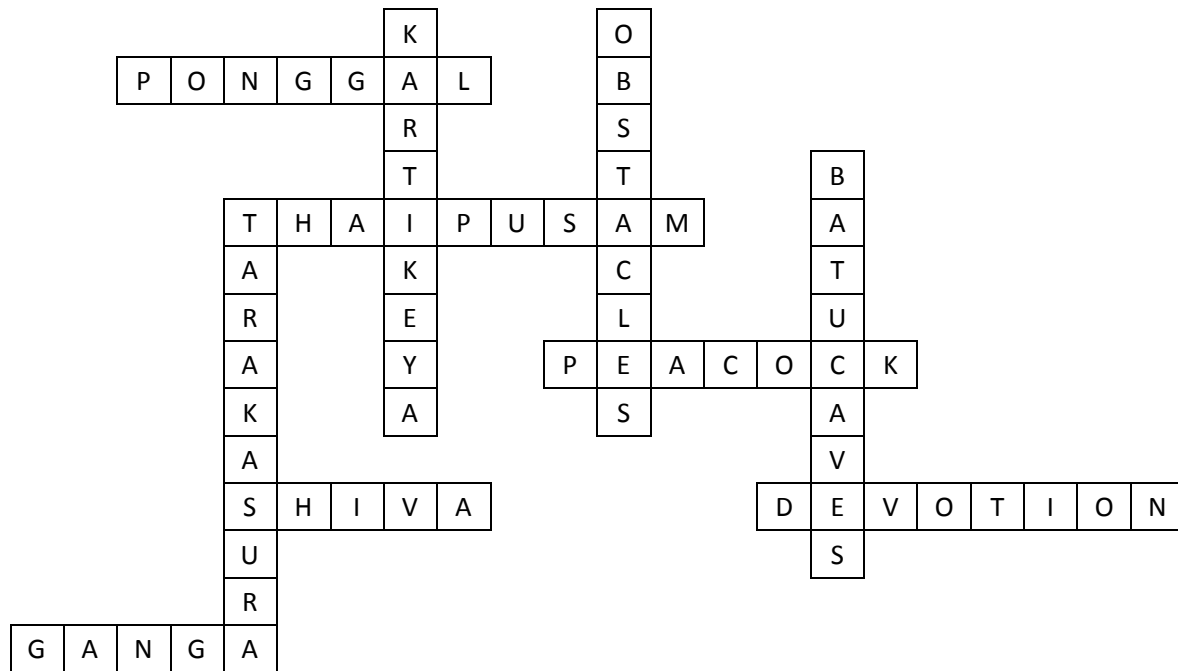 K O
P O N G G A L B
R S
T T B
T H A I P U S A M A
A K C T
R E L U
A Y P E A C O C K
K A S A
A V
S H I V A D E V O T I O N
U S
R
G A N G A